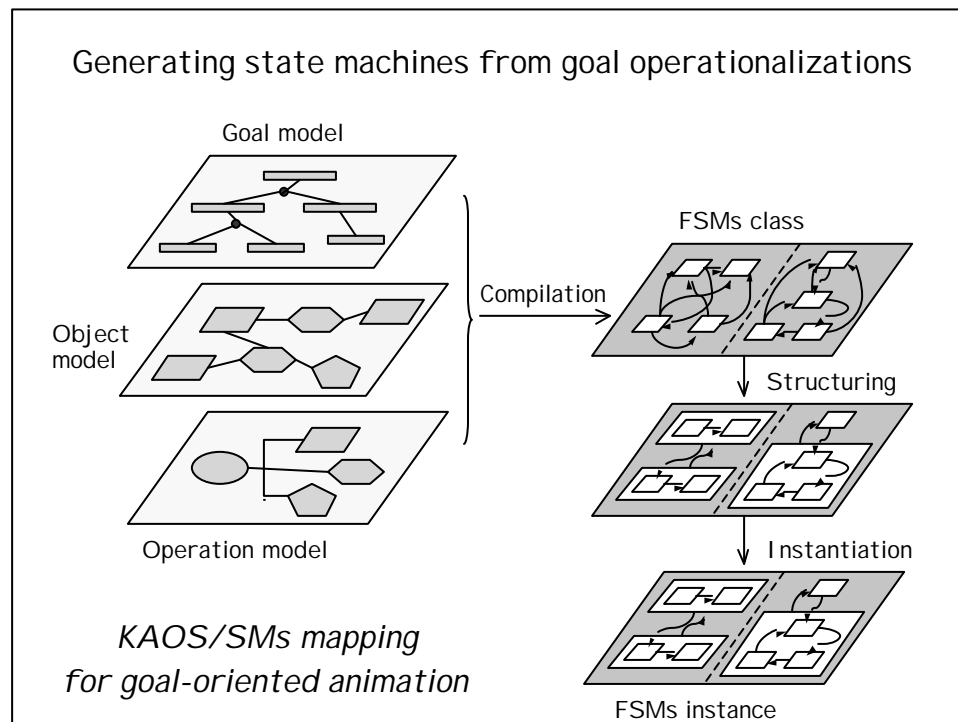 Generating state machines from goal operationalizations
Goal model
FSMs class
Compilation
Object
model
Structuring
Operation model
Instantiation
KAOS/SMs mapping
for goal-oriented animation
FSMs instance